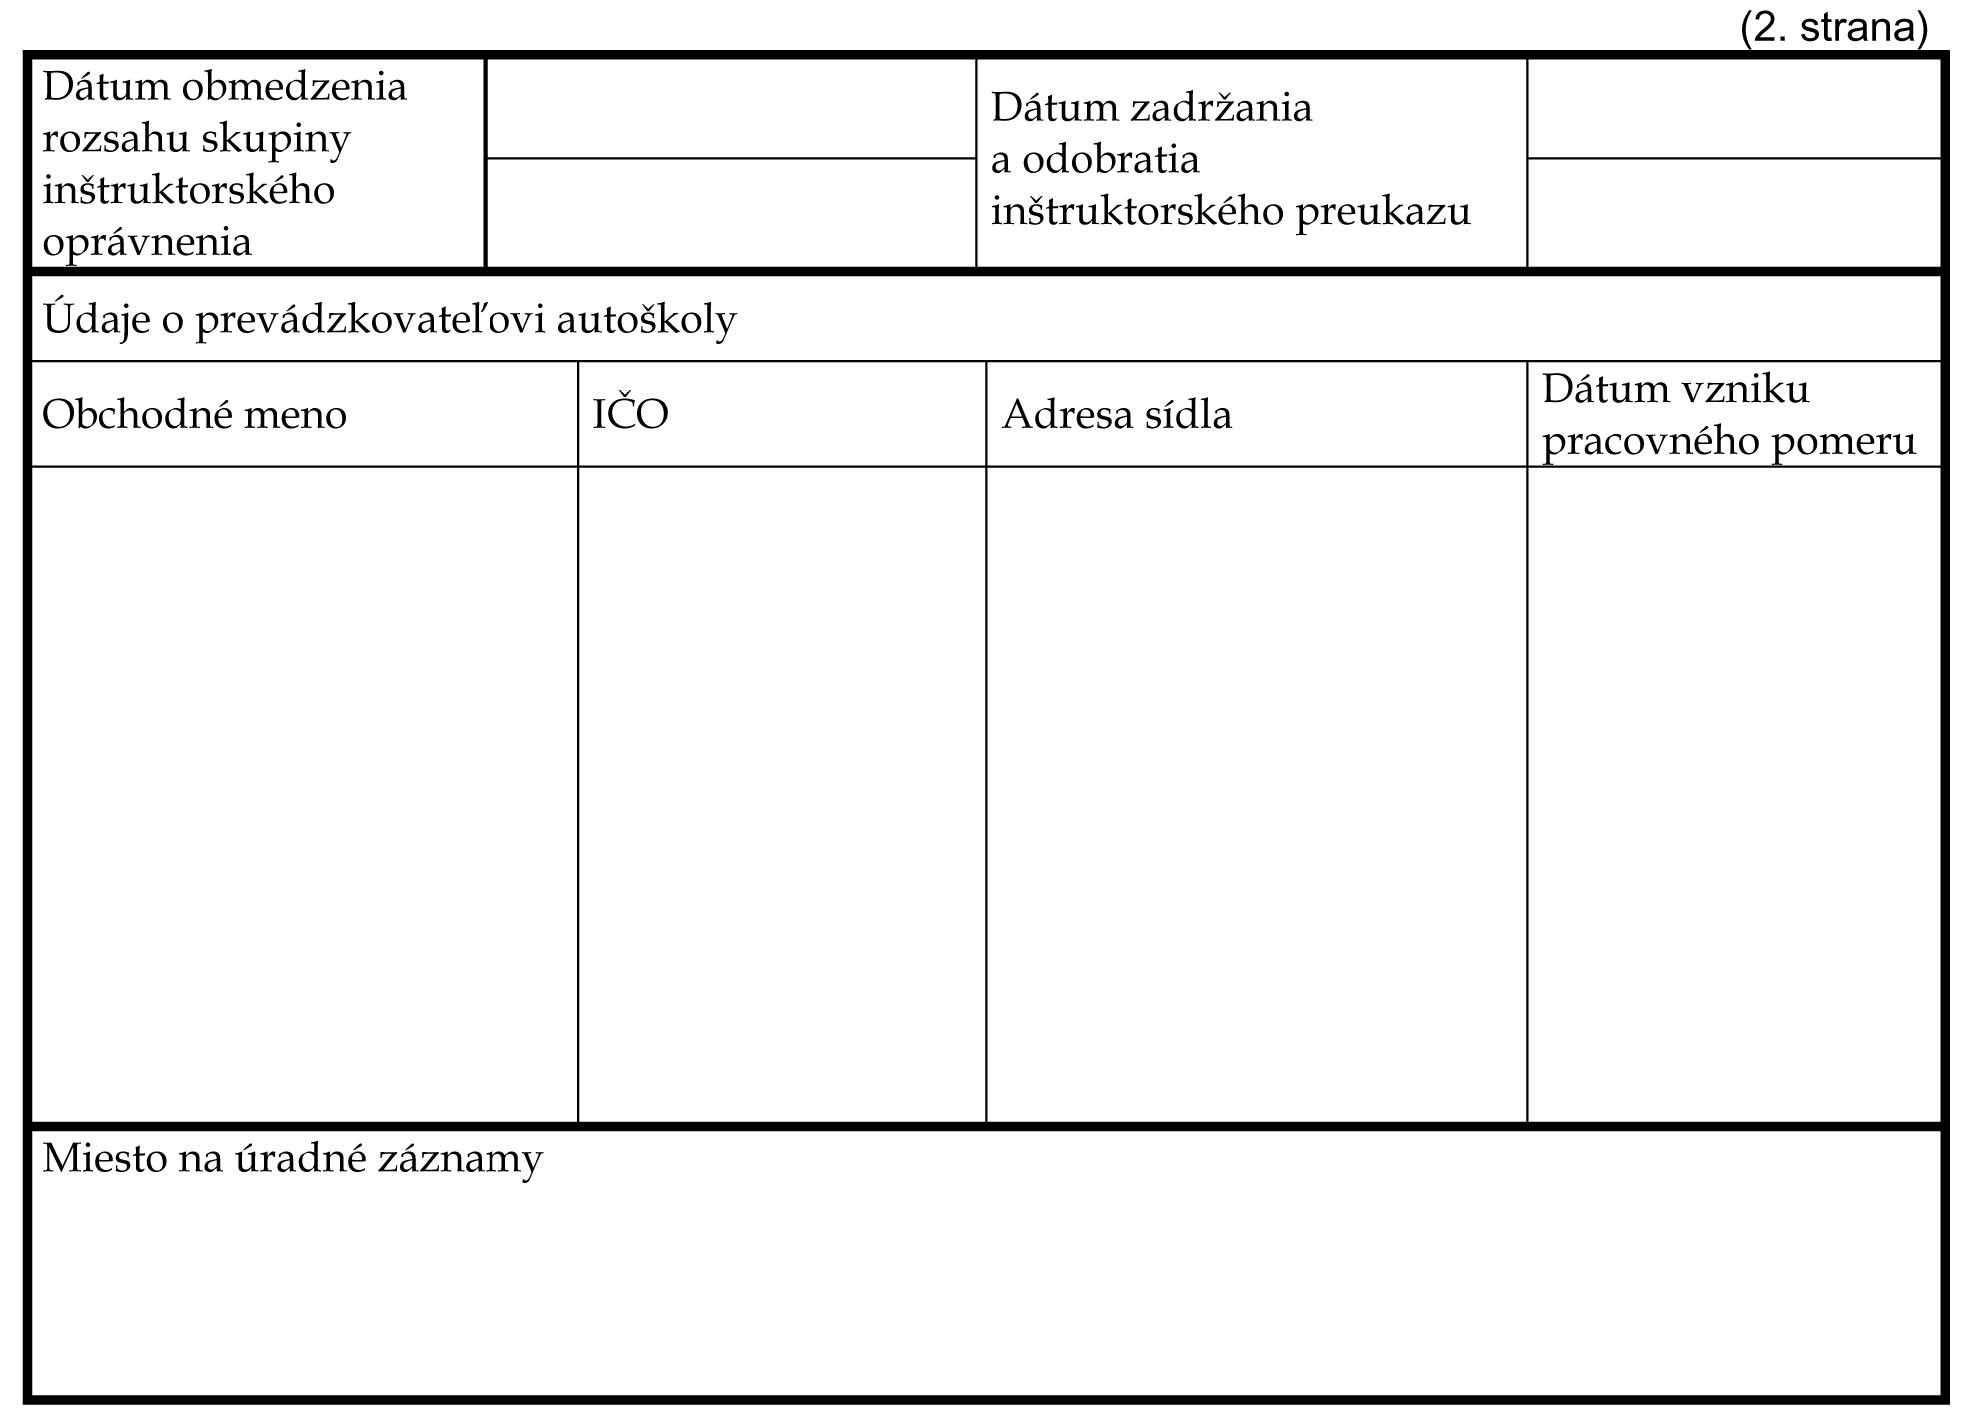 (2. strana)
Dátum obmedzenia
rozsahu skupiny
inštruktorského
oprávnenia
Dátum zadržania
a odobratia
inštruktorského preukazu
Údaje o prevádzkovateľovi autoškoly
Obchodné meno
IČO
Adresa sídla
Dátum vzniku
pracovného pomeru
Miesto na úradné záznamy